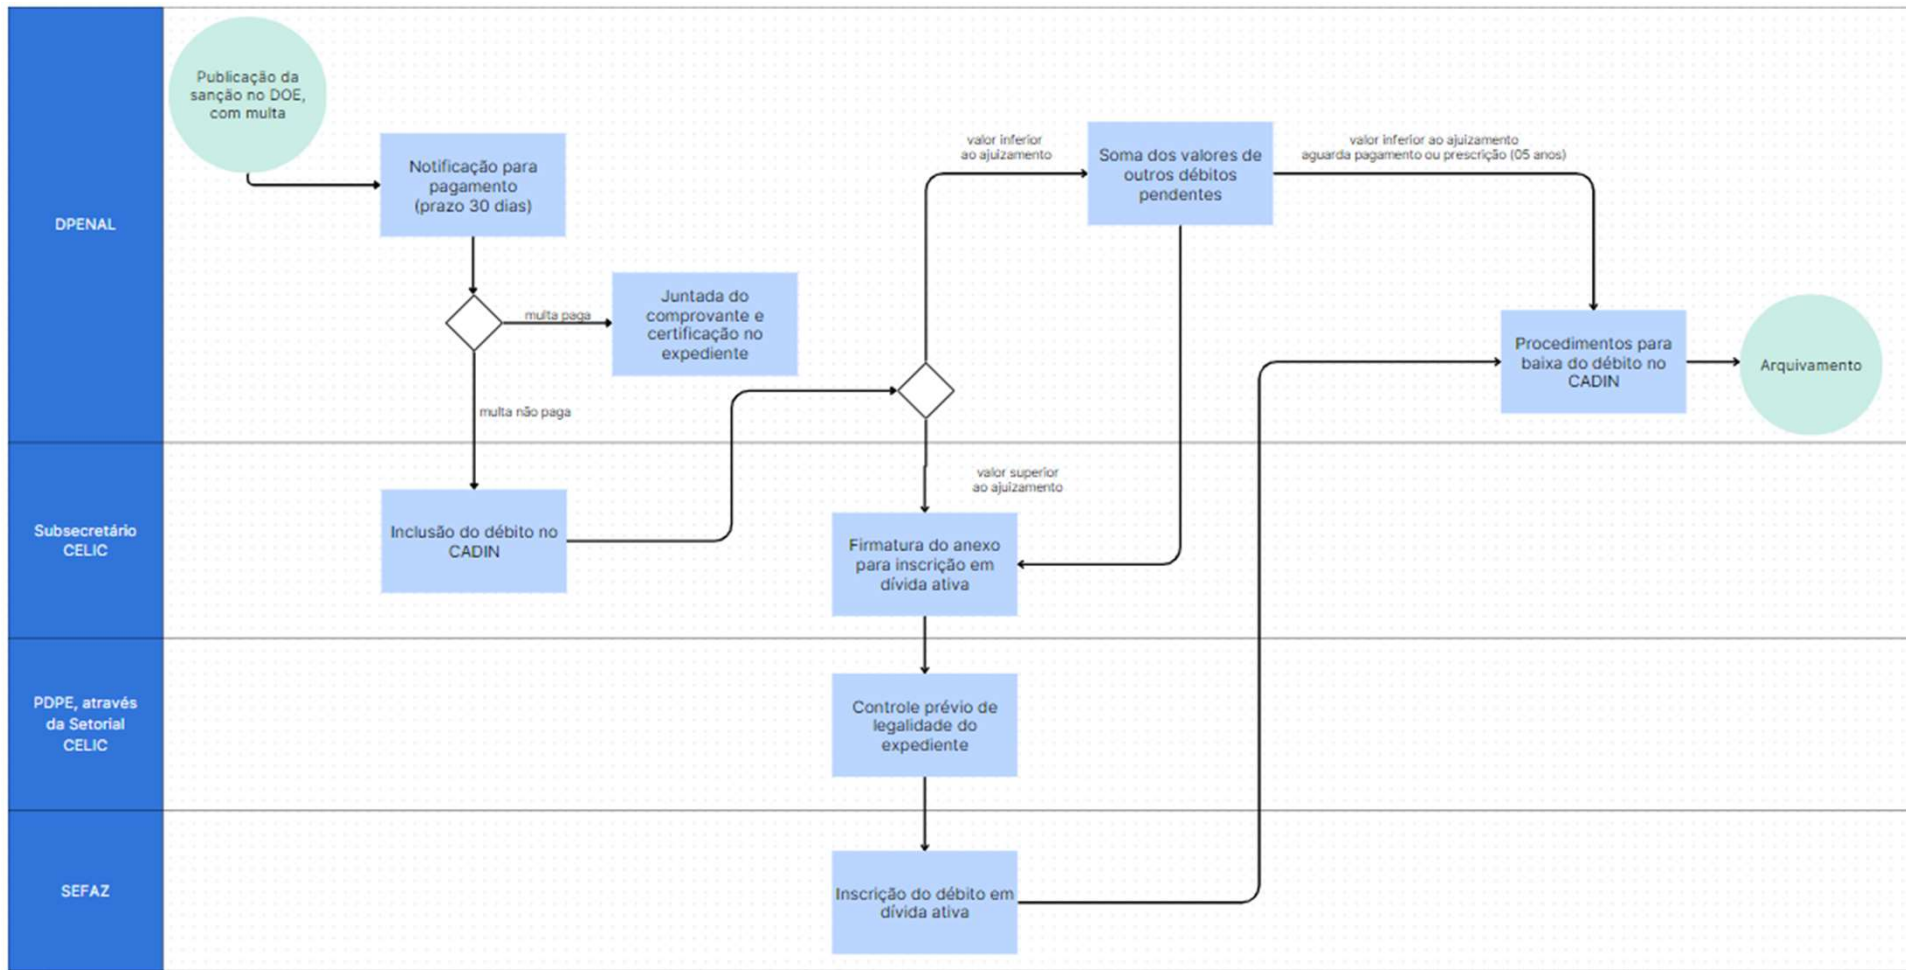 DPENAL
Publicação da
sanção no DOE,
com multa
Notificação para
pagamento
(prazo 30 dias)
multa paga
Juntada do
comprovante e
certificação no
expediente
multa não paga
valor inferior
ao ajuizamento
Soma dos valores de
outros débitos
pendentes
valor inferior ao ajuizamento
aguarda pagamento ou prescrição (05 anos)
Procedimentos para
baixa do débito no
CADIN
Arquivamento
Subsecretário
CELIC
Inclusão do débito no
CADIN
valor superior
ao ajuizamento
Firmatura do anexo
para inscrição em
dívida ativa
PDPE, através
da Setorial
CELIC
Controle prévio de
legalidade do
expediente
SEFAZ
Inscrição do débito em
dívida ativa